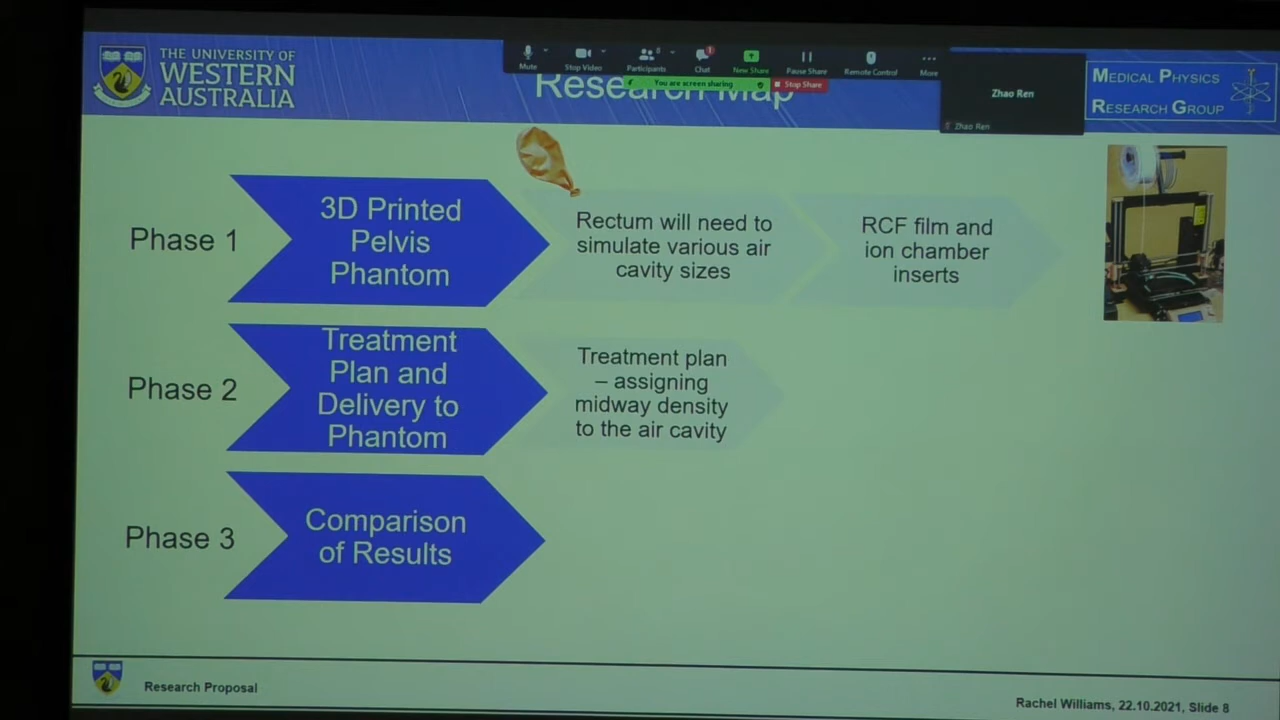 THE UNIVERSITY OF
WESTERN
AUSTRALIA
Mute
Stop Video
Participants
8
Chat
1
New Share
Pause Share
Remote Control
More
You are screen sharing
Stop Share
Research Map
Zhao Ren
Zhao Ren
MEDICAL PHYSICS
RESEARCH GROUP
Phase 1
3D Printed
Pelvis
Phantom
Rectum will need to
simulate various air
cavity sizes
RCF film and
ion chamber
inserts
Phase 2
Treatment
Plan and
Delivery to
Phantom
Treatment plan
– assigning
midway density
to the air cavity
Phase 3
Comparison
of Results
Research Proposal
Rachel Williams, 22.10.2021, Slide 8